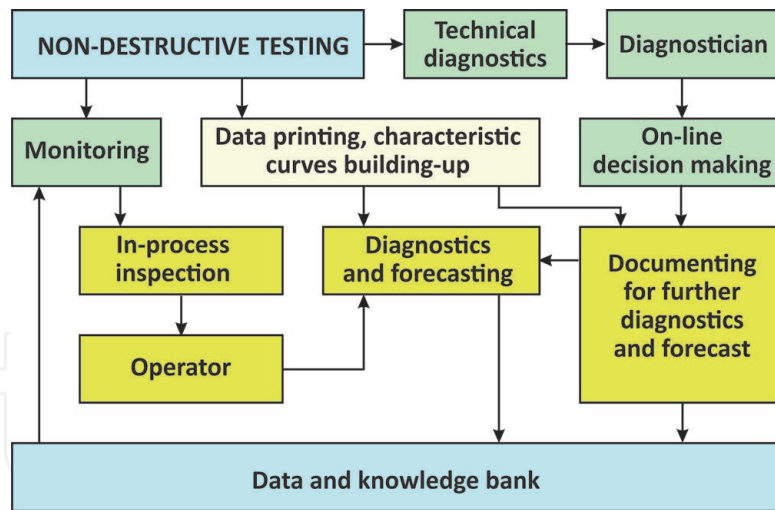 NON-DESTRUCTIVE TESTING
Technical
diagnostics
Diagnostician
Monitoring
Data printing, characteristic
curves building-up
On-line
decision making
In-process
inspection
Diagnostics
and forecasting
Documenting
for further
diagnostics
and forecast
Operator
Data and knowledge bank